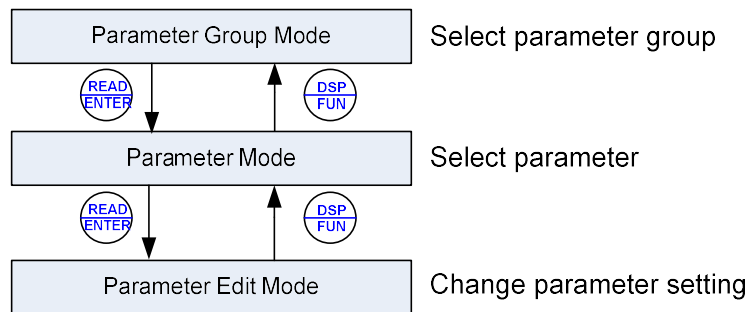 Parameter Group Mode Select parameter group
READ DSP
ENTER FUN
Parameter Mode Select parameter
READ DSP
ENTER FUN
Parameter Edit Mode Change parameter setting